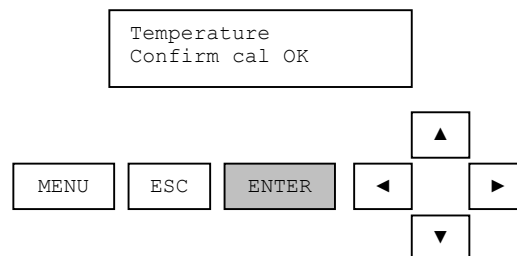 Temperature
Confirm cal OK
▲
MENU ESC ENTER ◄ ►
▼